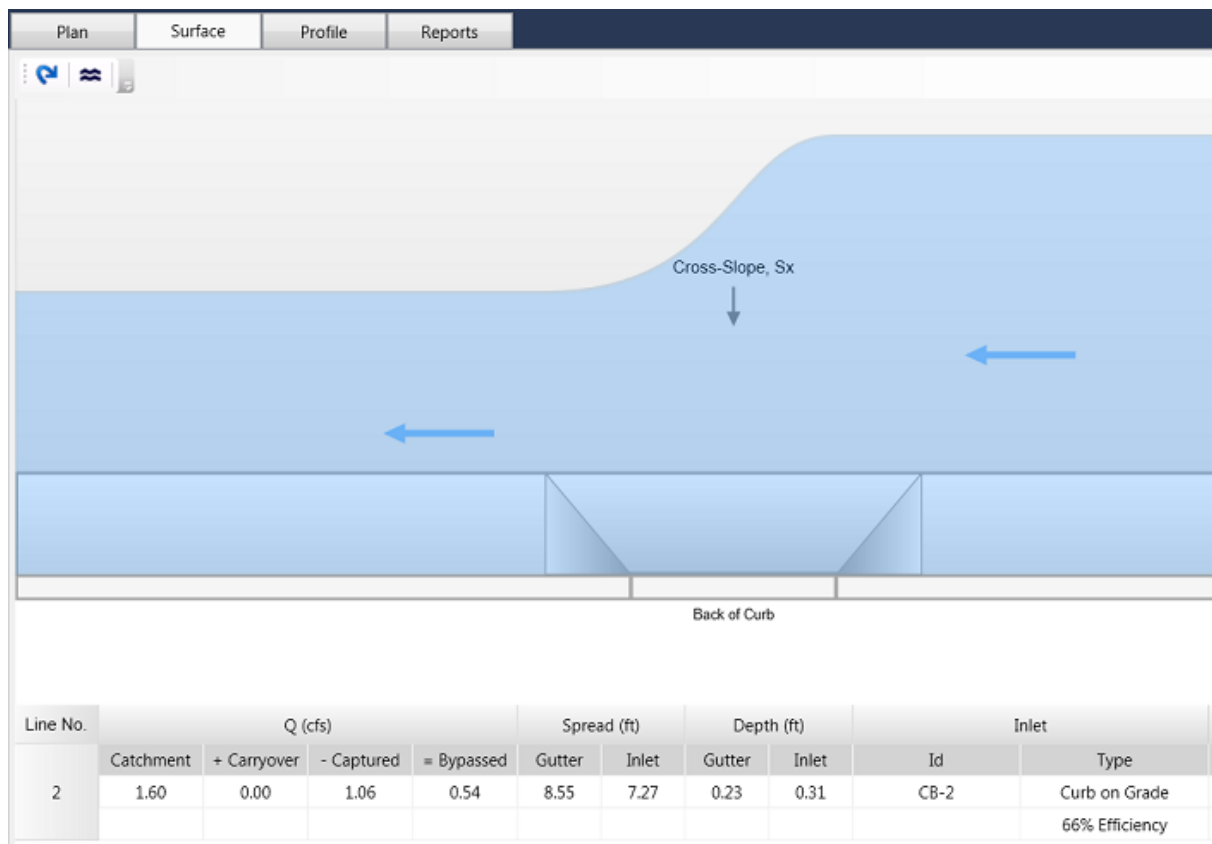 Plan Surface Profile Reports
Cross-Slope, Sx
Back of Curb
Line No. Q (cfs) Spread (ft) Depth (ft) Inlet
Catchment + Carryover - Captured = Bypassed Gutter Inlet Gutter Inlet Id Type
2 1.60 0.00 1.06 0.54 8.55 7.27 0.23 0.31 CB-2 Curb on Grade
66% Efficiency